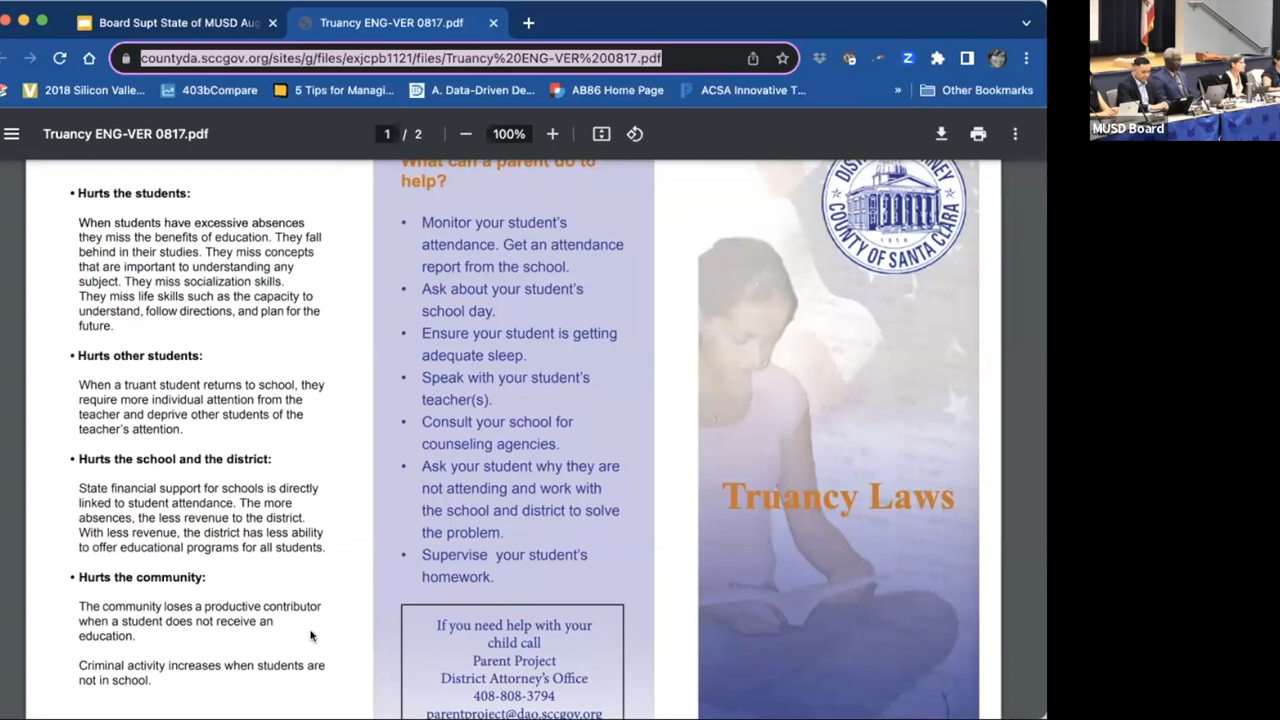 Board Supt State of MUSD Aug
Truancy ENG-VER 0817.pdf
countyda.sccgov.org/sites/g/files/exjcpb1121/files/Truancy%20ENG-VER%200817.pdf
2018 Silicon Valle...
403bCompare
5 Tips for Managi...
A. Data-Driven De...
AB86 Home Page
ACSA Innovative T...
»
Other Bookmarks
Truancy ENG-VER 0817.pdf
1 / 2
100%
• Hurts the students:
When students have excessive absences
they miss the benefits of education. They fall
behind in their studies. They miss concepts
that are important to understanding any
subject. They miss socialization skills.
They miss life skills such as the capacity to
understand, follow directions, and plan for the
future.
• Hurts other students:
When a truant student returns to school, they
require more individual attention from the
teacher and deprive other students of the
teacher's attention.
• Hurts the school and the district:
State financial support for schools is directly
linked to student attendance. The more
absences, the less revenue to the district.
With less revenue, the district has less ability
to offer educational programs for all students.
• Hurts the community:
The community loses a productive contributor
when a student does not receive an
education.
Criminal activity increases when students are
not in school.
What can a parent do to
help?
• Monitor your student's
attendance. Get an attendance
report from the school.
• Ask about your student's
school day.
• Ensure your student is getting
adequate sleep.
• Speak with your student's
teacher(s).
• Consult your school for
counseling agencies.
• Ask your student why they are
not attending and work with
the school and district to solve
the problem.
• Supervise your student's
homework.
If you need help with your
child call
Parent Project
District Attorney's Office
408-808-3794
parentproject@dao.sccgov.org
COUNTY OF SANTA CLARA
Truancy Laws
MUSD Board